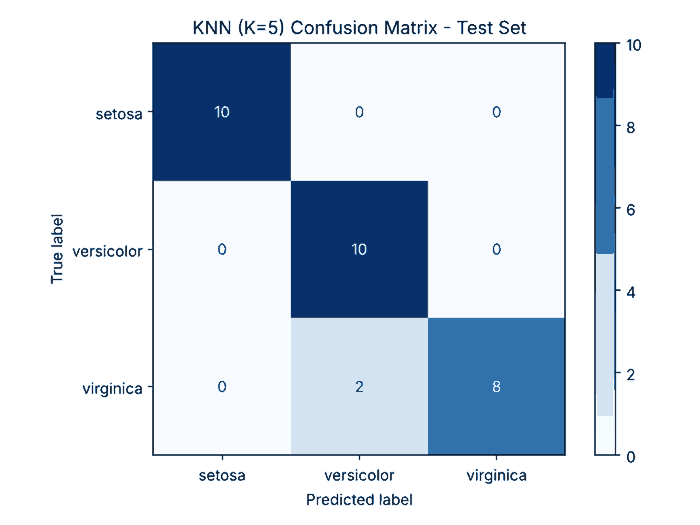 KNN (K=5) Confusion Matrix - Test Set
True label
setosa
10 0 0
versicolor
0 10 0
virginica
0 2 8
setosa versicolor virginica
Predicted label
10
8
6
4
2
0